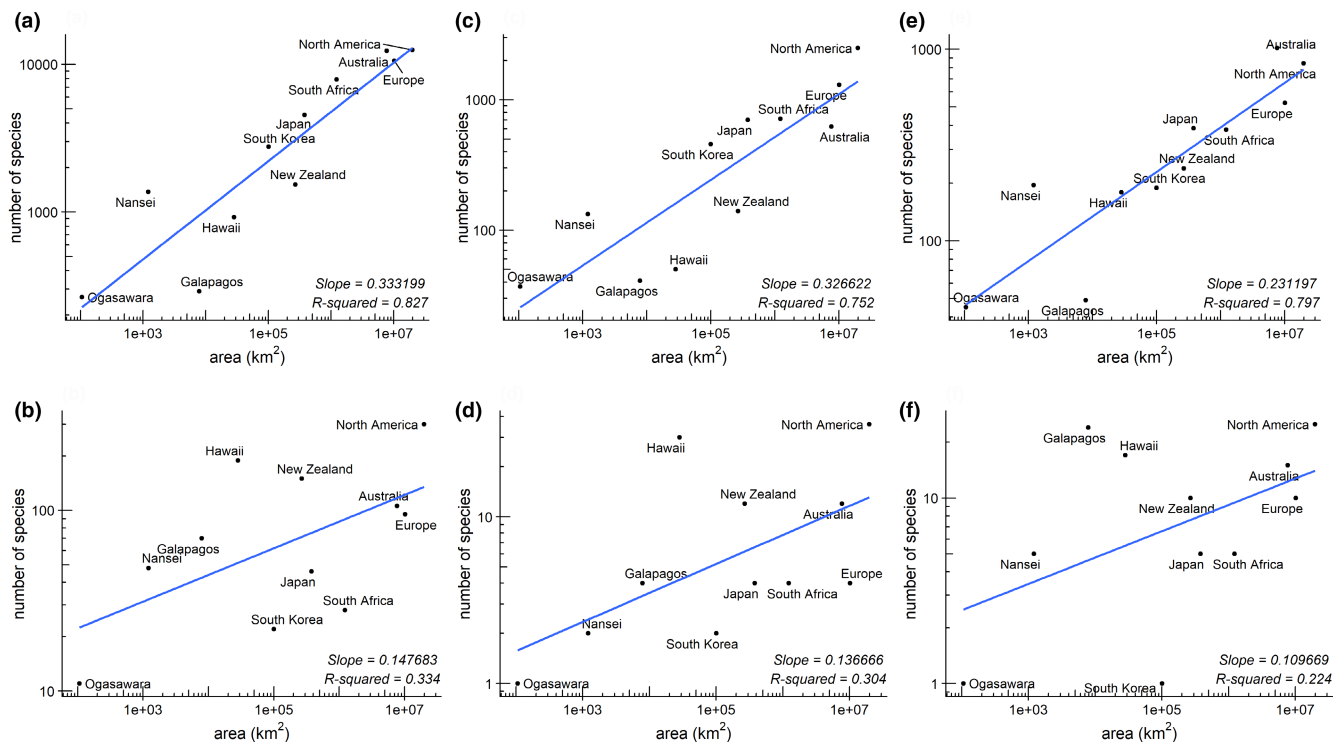 (a)
number of species
10000
1000
North America
Australia
Europe
South Africa
Japan
South Korea
New Zealand
Nansei
Hawaii
Galapagos
Ogasawara
Slope = 0.333199
R-squared = 0.827
1e+03
1e+05
1e+07
area (km²)
(c)
number of species
1000
100
North America
Europe
South Africa
Japan
Australia
South Korea
New Zealand
Nansei
Hawaii
Ogasawara
Galapagos
Slope = 0.326622
R-squared = 0.752
1e+03
1e+05
1e+07
area (km²)
(e)
number of species
1000
100
Australia
North America
Europe
Japan
South Africa
New Zealand
South Korea
Nansei
Hawaii
Ogasawara
Galapagos
Slope = 0.231197
R-squared = 0.797
1e+03
1e+05
1e+07
area (km²)
(b)
number of species
100
10
North America
Hawaii
New Zealand
Australia
Europe
Galapagos
Nansei
Japan
South Africa
South Korea
Ogasawara
Slope = 0.147683
R-squared = 0.334
1e+03
1e+05
1e+07
area (km²)
(d)
number of species
10
1
North America
Hawaii
New Zealand
Australia
Galapagos
Japan
South Africa
Europe
Nansei
South Korea
Ogasawara
Slope = 0.136666
R-squared = 0.304
1e+03
1e+05
1e+07
area (km²)
(f)
number of species
10
1
North America
Galapagos
Hawaii
Australia
New Zealand
Europe
Nansei
Japan
South Africa
Ogasawara
South Korea
Slope = 0.109669
R-squared = 0.224
1e+03
1e+05
1e+07
area (km²)